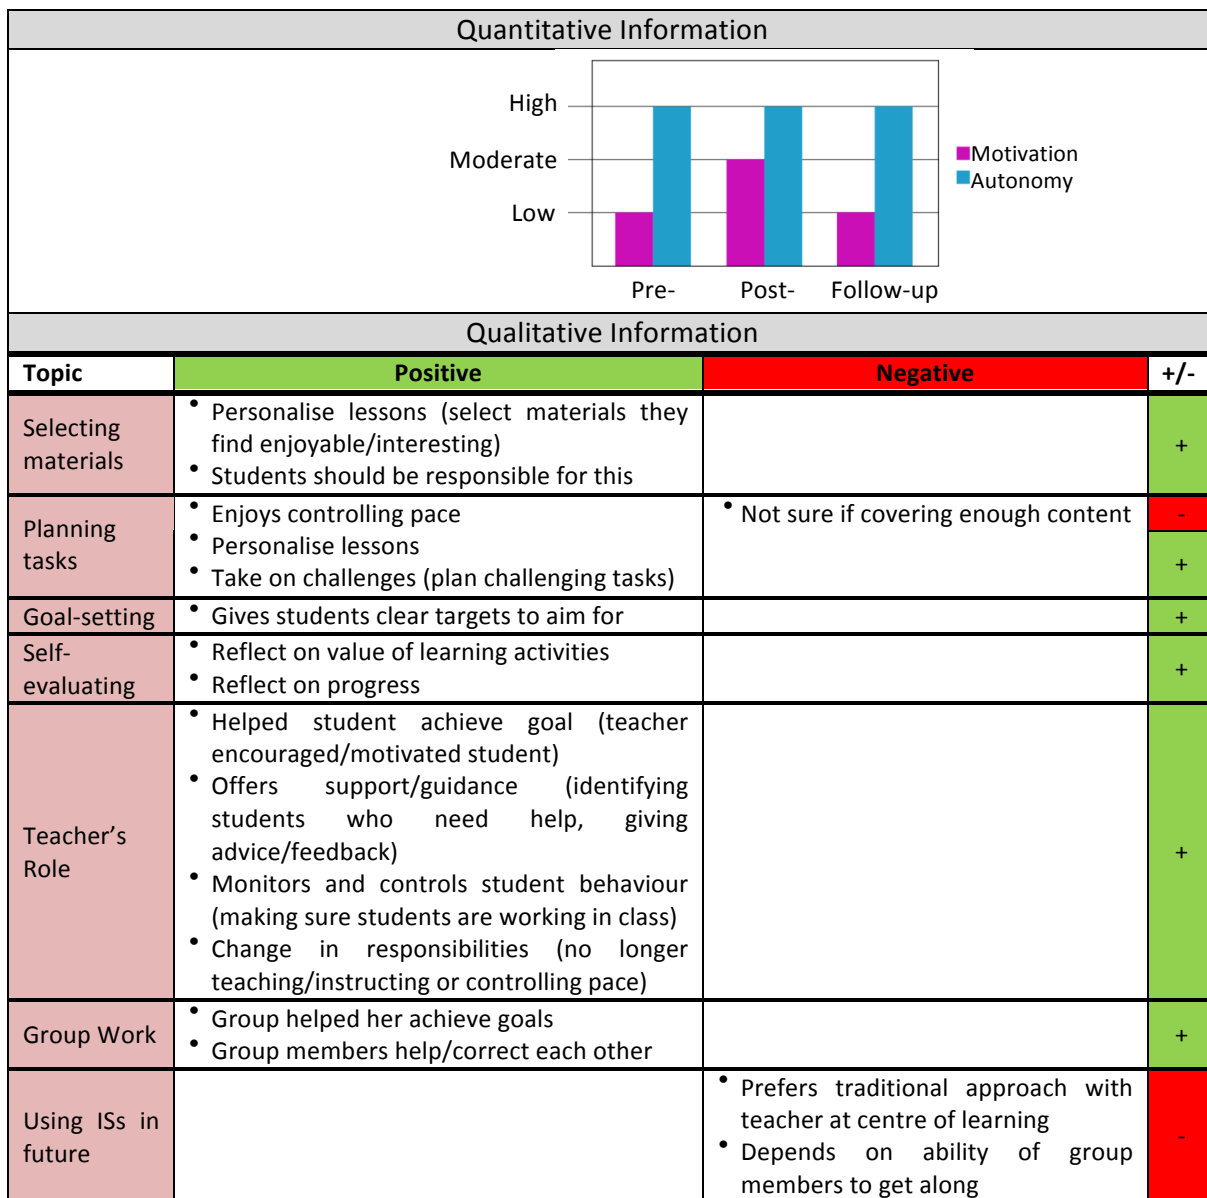 Quantitative Information
High
Moderate
Low
Motivation
Autonomy
Pre- Post- Follow-up
Qualitative Information
Topic Positive Negative +/-
Selecting materials
• Personalise lessons (select materials they
find enjoyable/interesting)
• Students should be responsible for this
+
Planning
tasks
• Enjoys controlling pace
• Personalise lessons
• Take on challenges (plan challenging tasks)
• Not sure if covering enough content
-
+
Goal-setting
• Gives students clear targets to aim for
+
Self-
evaluating
• Reflect on value of learning activities
• Reflect on progress
+
Teacher’s
Role
• Helped student achieve goal (teacher
encouraged/motivated student)
• Offers support/guidance (identifying
students who need help, giving
advice/feedback)
• Monitors and controls student behaviour
(making sure students are working in class)
• Change in responsibilities (no longer
teaching/instructing or controlling pace)
+
Group Work
• Group helped her achieve goals
• Group members help/correct each other
+
Using ISs in
future
• Prefers traditional approach with
teacher at centre of learning
• Depends on ability of group
members to get along
-